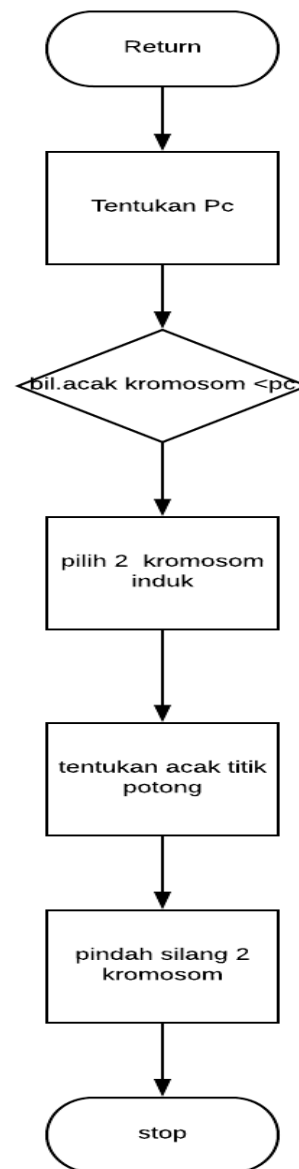 Return
Tentukan Pc
bil.acak kromosom <pc
pilih 2 kromosom
induk
tentukan acak titik
potong
pindah silang 2
kromosom
stop